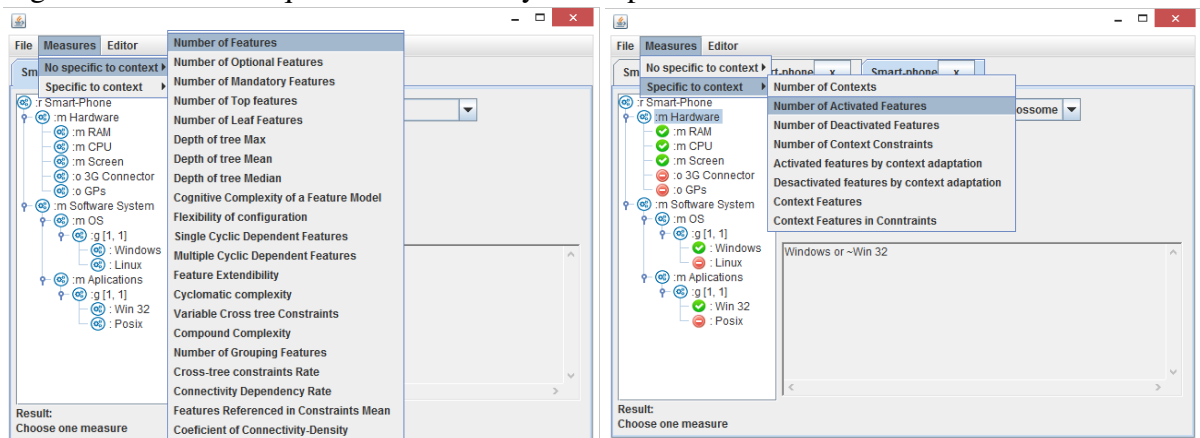 File Measures Editor
Sm
No specific to context
Specific to context
Number of Features
Number of Optional Features
Number of Mandatory Features
Number of Top features
Number of Leaf Features
Depth of tree Max
Depth of tree Mean
Depth of tree Median
Cognitive Complexity of a Feature Model
Flexibility of configuration
Single Cyclic Dependent Features
Multiple Cyclic Dependent Features
Feature Extendibility
Cyclomatic complexity
Variable Cross tree Constraints
Compound Complexity
Number of Grouping Features
Cross-tree constraints Rate
Connectivity Dependency Rate
Features Referenced in Constraints Mean
Coeficient of Connectivity-Density
:r Smart-Phone
:m Hardware
:m RAM
:m CPU
:m Screen
:o 3G Connector
:o GPs
:m Software System
:m OS
:g [1, 1]
: Windows
: Linux
:m Aplications
:g [1, 1]
: Win 32
: Posix
Result:
Choose one measure
File Measures Editor
Sm
rt-phone x
Smart-phone x
No specific to context
Specific to context
Number of Contexts
Number of Activated Features
Number of Deactivated Features
Number of Context Constraints
Activated features by context adaptation
Desactivated features by context adaptation
Context Features
Context Features in Contraints
ossome
:r Smart-Phone
:m Hardware
:m RAM
:m CPU
:m Screen
:o 3G Connector
:o GPs
:m Software System
:m OS
:g [1, 1]
: Windows
: Linux
:m Aplications
:g [1, 1]
: Win 32
: Posix
Windows or ~Win 32
Result:
Choose one measure